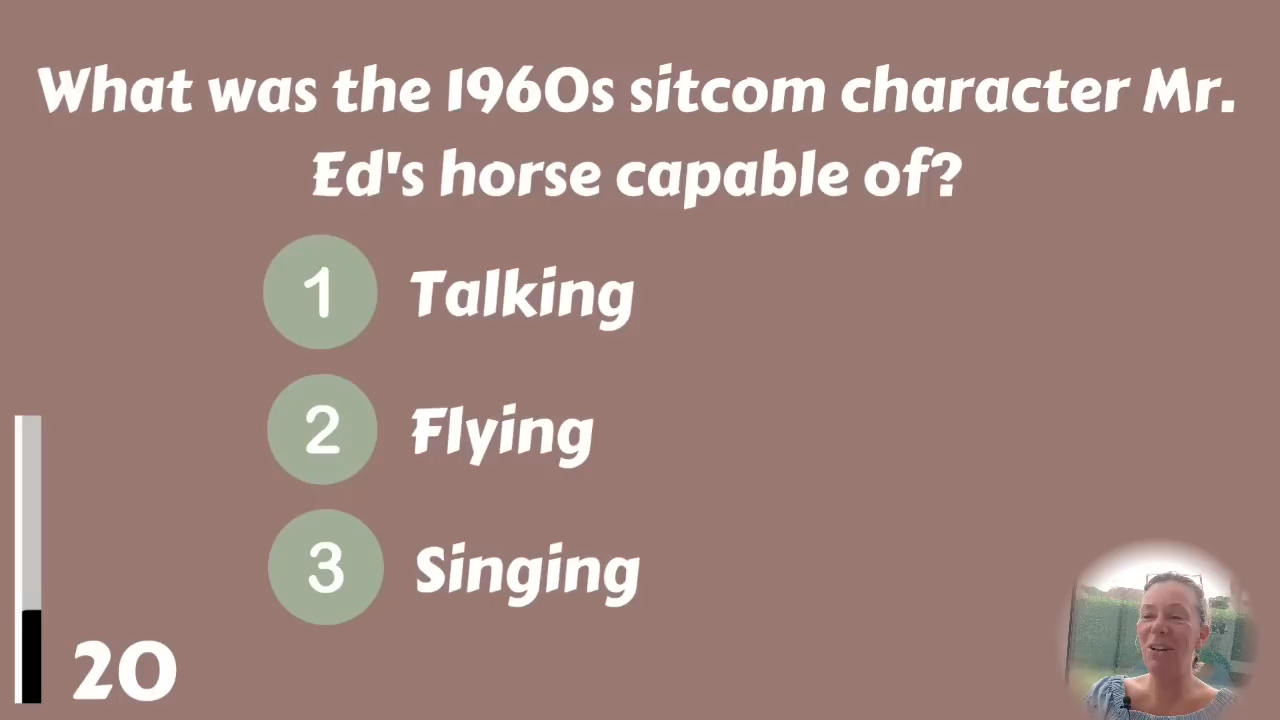 What was the 1960s sitcom character Mr.
Ed's horse capable of?
1 Talking
2 Flying
3 Singing
20